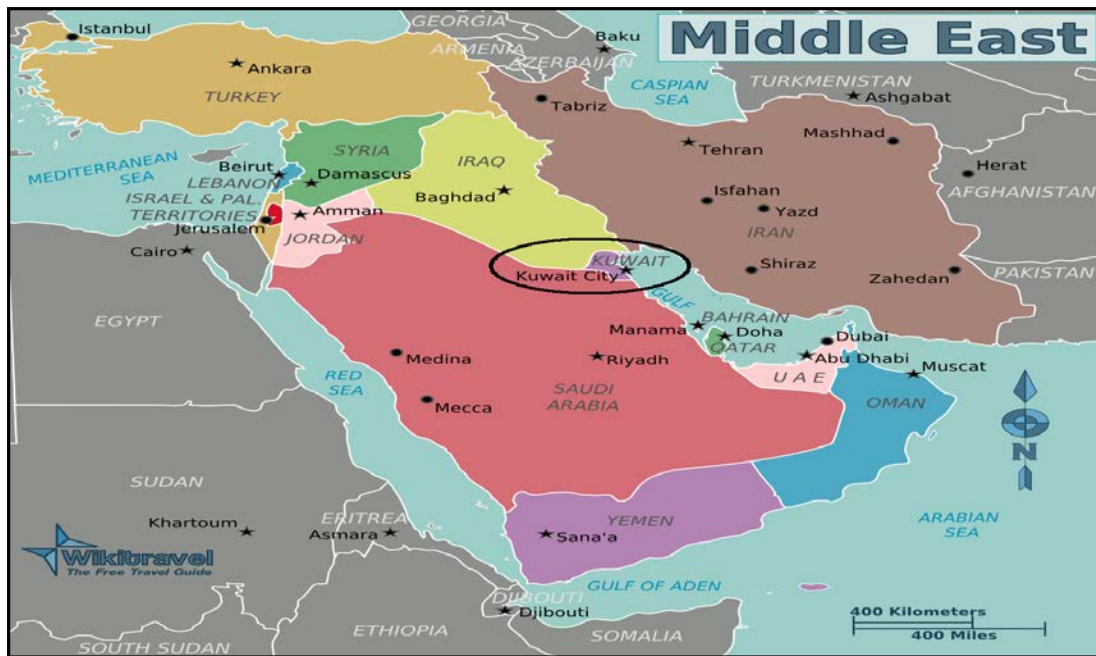 Middle East
Istanbul
GEORGIA
Baku
ARMENIA
AZERBAIJAN
Ankara
TURKEY
CASPIAN
SEA
TURKMENISTAN
Ashgabat
Tabriz
Mashhad
Tehran
Herat
AFGHANISTAN
MEDITERRANEAN
SEA
SYRIA
IRAQ
Beirut
Damascus
LEBANON
Baghdad
Isfahan
Yazd
IRAN
ISRAEL & PAL.
TERRITORIES
Amman
Jerusalem
JORDAN
Cairo
KUWAIT
Kuwait City
Shiraz
Zahedan
PAKISTAN
EGYPT
GULF
BAHRAIN
Manama
Doha
QATAR
Dubai
Abu Dhabi
UAE
Muscat
Medina
Riyadh
RED
SEA
SAUDI
ARABIA
Mecca
OMAN
N
SUDAN
Khartoum
ERITREA
Asmara
YEMEN
Sana'a
ARABIAN
SEA
Wikitravel
The Free Travel Guide
GULF OF ADEN
DJIBOUTI
Djibouti
400 Kilometers
400 Miles
ETHIOPIA
SOMALIA
SOUTH SUDAN